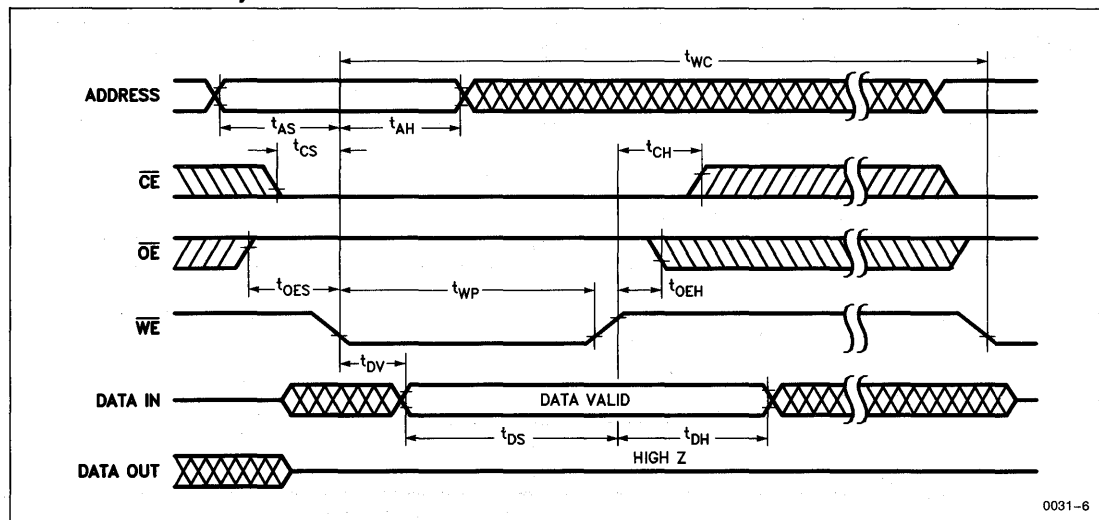 tWC
ADDRESS
tAS
tAH
tCS
tCH
CE
OE
tOES
tWP
tOEH
WE
tDV
DATA IN
DATA VALID
tDS
tDH
HIGH Z
DATA OUT
0031-6